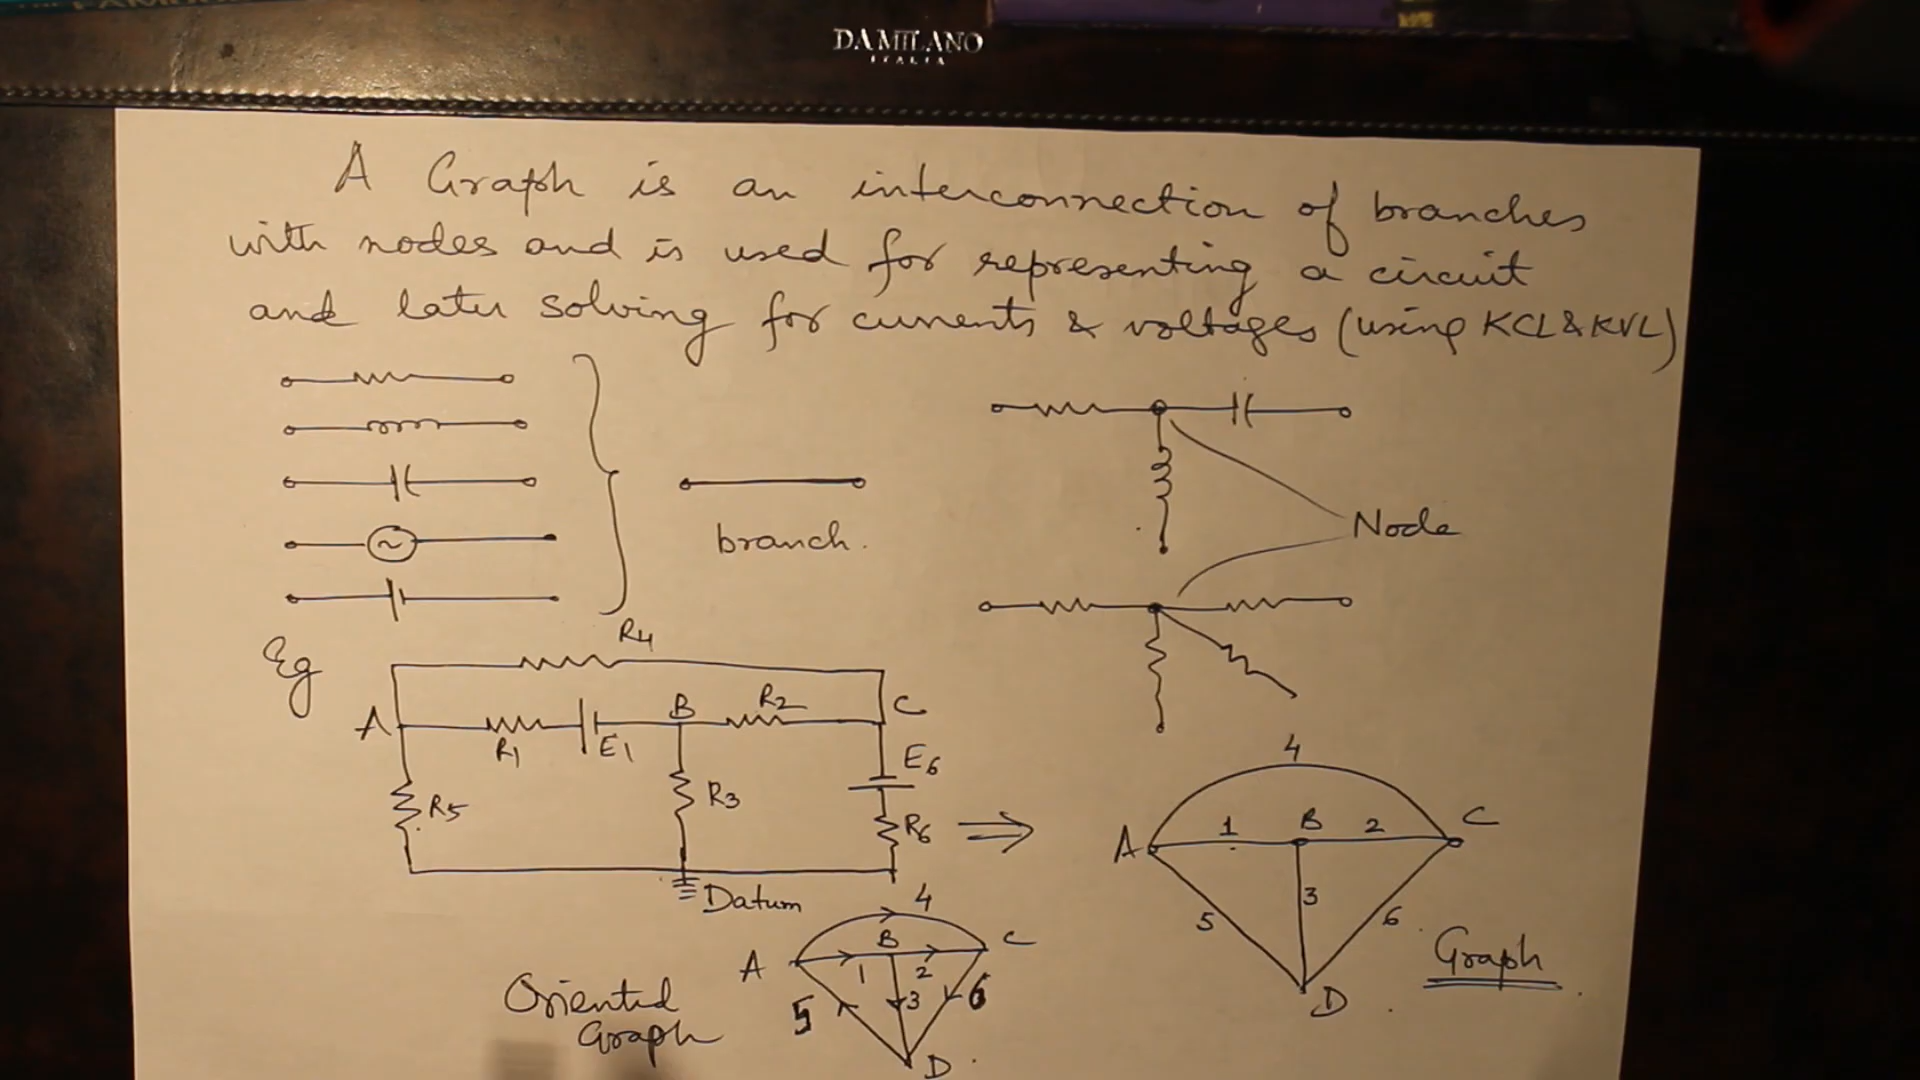 DAMILANO
ITALIA
A Graph is an interconnection of branches
with nodes and is used for representing a circuit
and later solving for currents & voltages (using KCL & KVL)
branch.
Node
Eg
R4
A
R1
E1
B
R2
C
E6
R5
R3
R6
Datum
4
A
1
B
2
C
5
3
6
D
Graph
Oriented
Graph
4
A
B
C
1
2
5
3
6
D